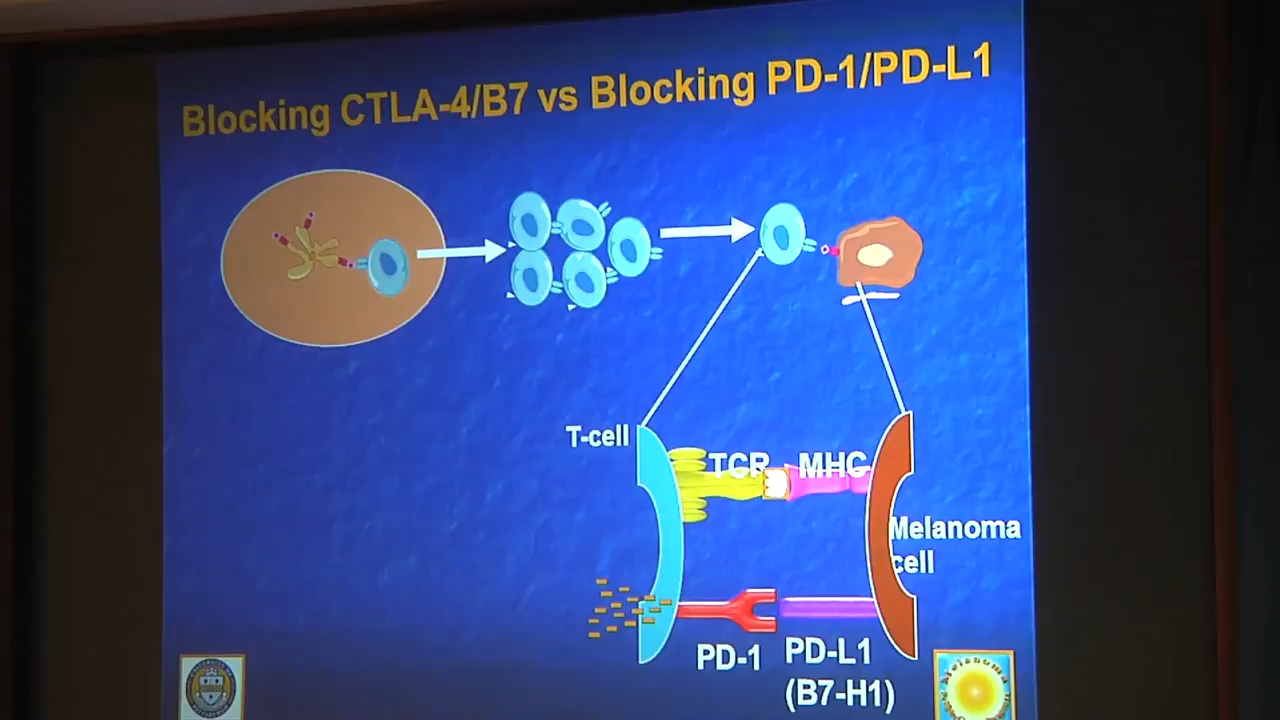 Blocking CTLA-4/B7 vs Blocking PD-1/PD-L1
T-cell
TCR
MHC
Melanoma
cell
PD-1
PD-L1
(B7-H1)
Melanoma